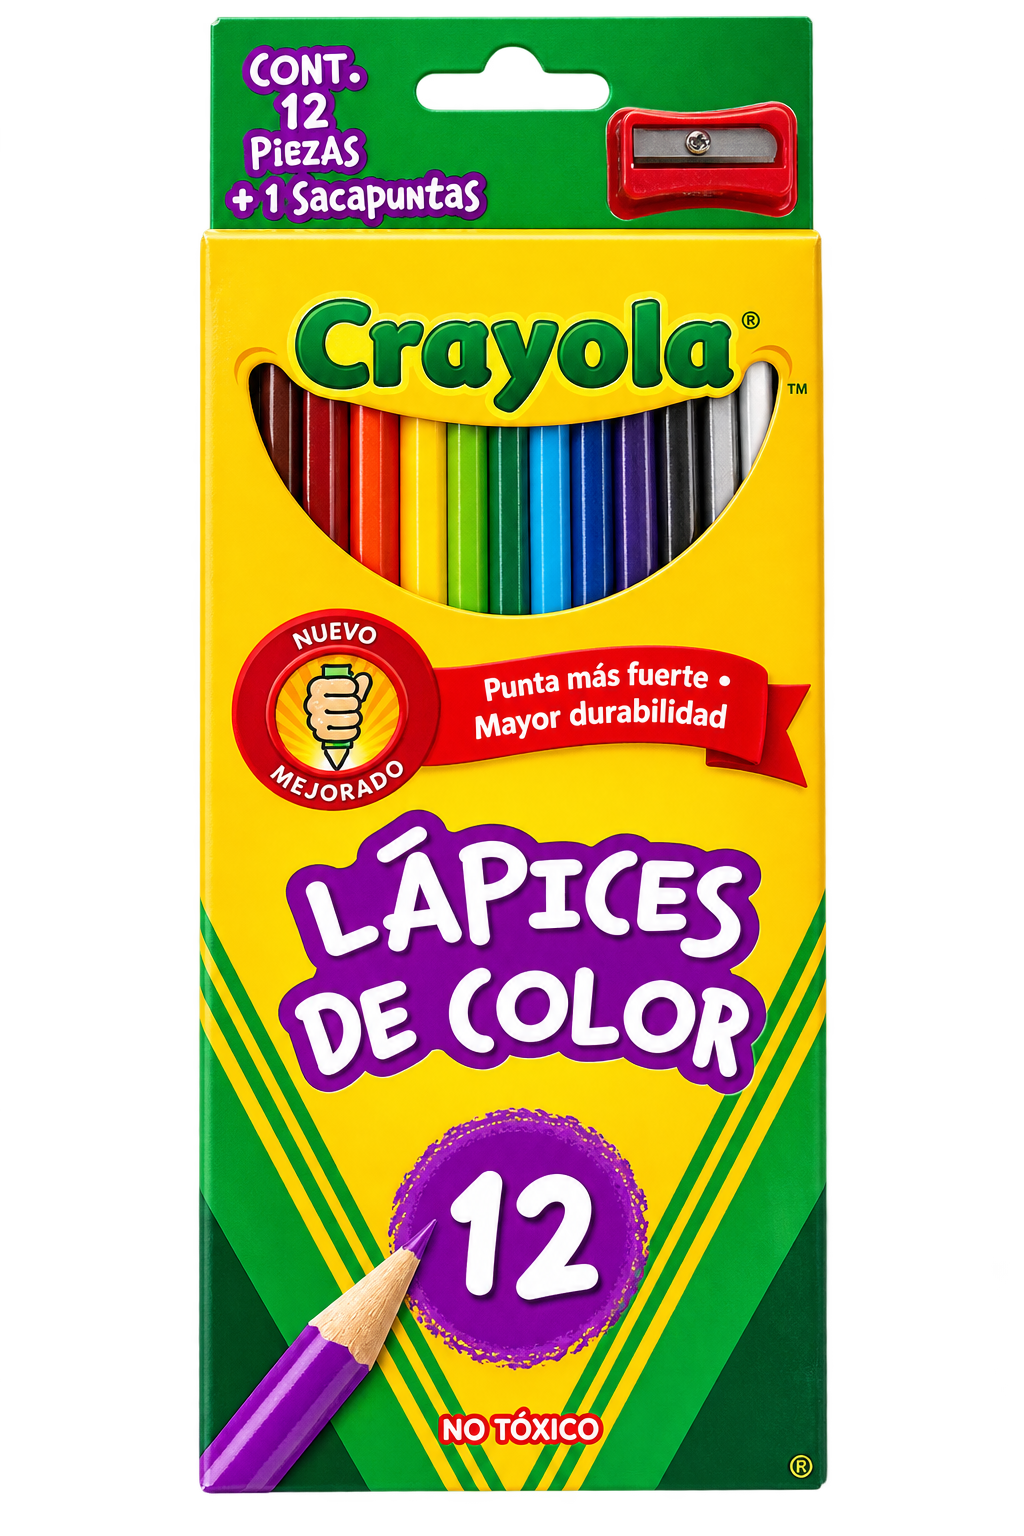 CONT.
12
PiEZAS
+ 1 Sacapuntas
Crayola®
™
NUEVO
MEJORADO
Punta más fuerte •
Mayor durabilidad
LÁPICES
DE COLOR
12
NO TÓXICO
®